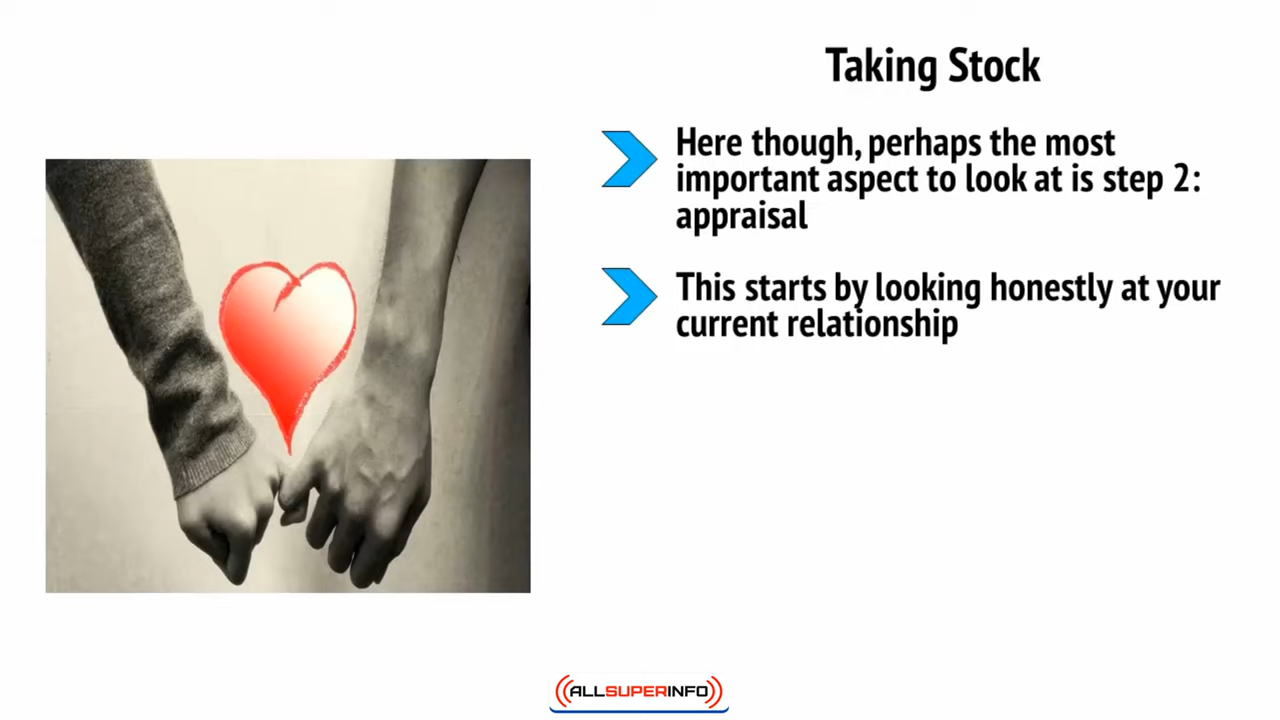 Taking Stock
Here though, perhaps the most
important aspect to look at is step 2:
appraisal
This starts by looking honestly at your
current relationship
ALLSUPERINFO